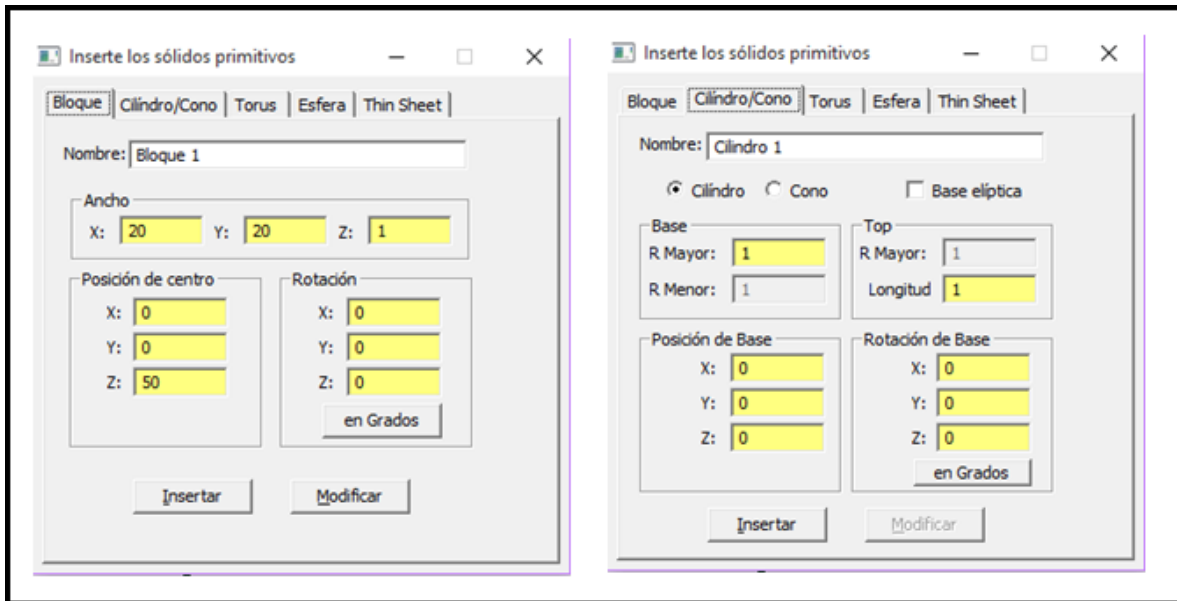 Inserte los sólidos primitivos
Bloque Cilíndro/Cono Torus Esfera Thin Sheet
Nombre: Bloque 1
Ancho
X: 20 Y: 20 Z: 1
Posición de centro
X: 0
Y: 0
Z: 50
Rotación
X: 0
Y: 0
Z: 0
en Grados
Insertar Modificar
Inserte los sólidos primitivos
Bloque Cilíndro/Cono Torus Esfera Thin Sheet
Nombre: Cilindro 1
Cilíndro Cono Base elíptica
Base
R Mayor: 1
R Menor: 1
Top
R Mayor: 1
Longitud 1
Posición de Base
X: 0
Y: 0
Z: 0
Rotación de Base
X: 0
Y: 0
Z: 0
en Grados
Insertar Modificar